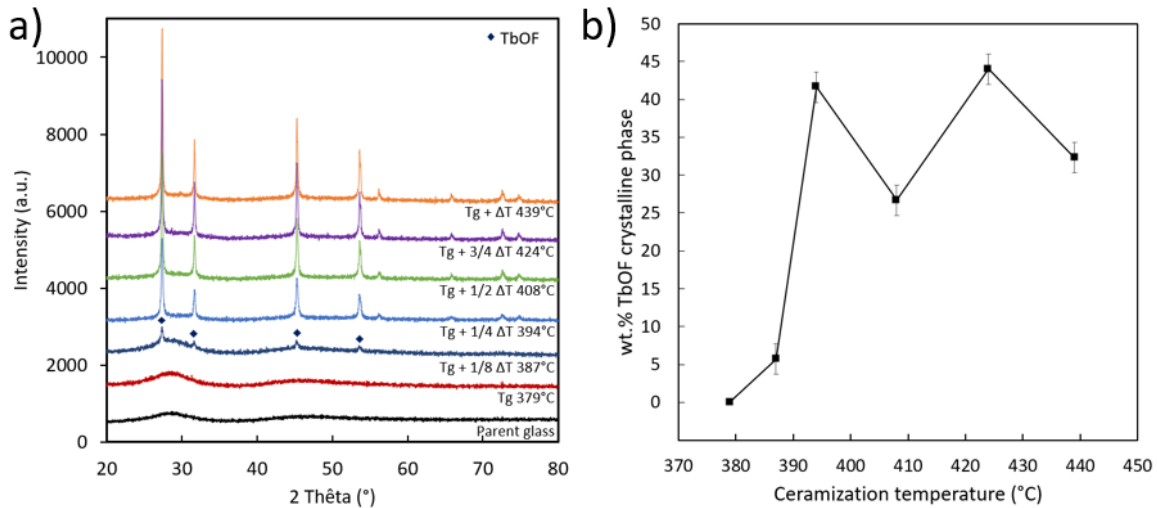 a)
TbOF
10000
8000
6000
4000
2000
0
Intensity (a.u.)
Tg + ΔT 439°C
Tg + 3/4 ΔT 424°C
Tg + 1/2 ΔT 408°C
Tg + 1/4 ΔT 394°C
Tg + 1/8 ΔT 387°C
Tg 379°C
Parent glass
20 30 40 50 60 70 80
2 Thêta (°)
b)
50
45
40
35
30
25
20
15
10
5
0
wt.% TbOF crystalline phase
370 380 390 400 410 420 430 440 450
Ceramization temperature (°C)